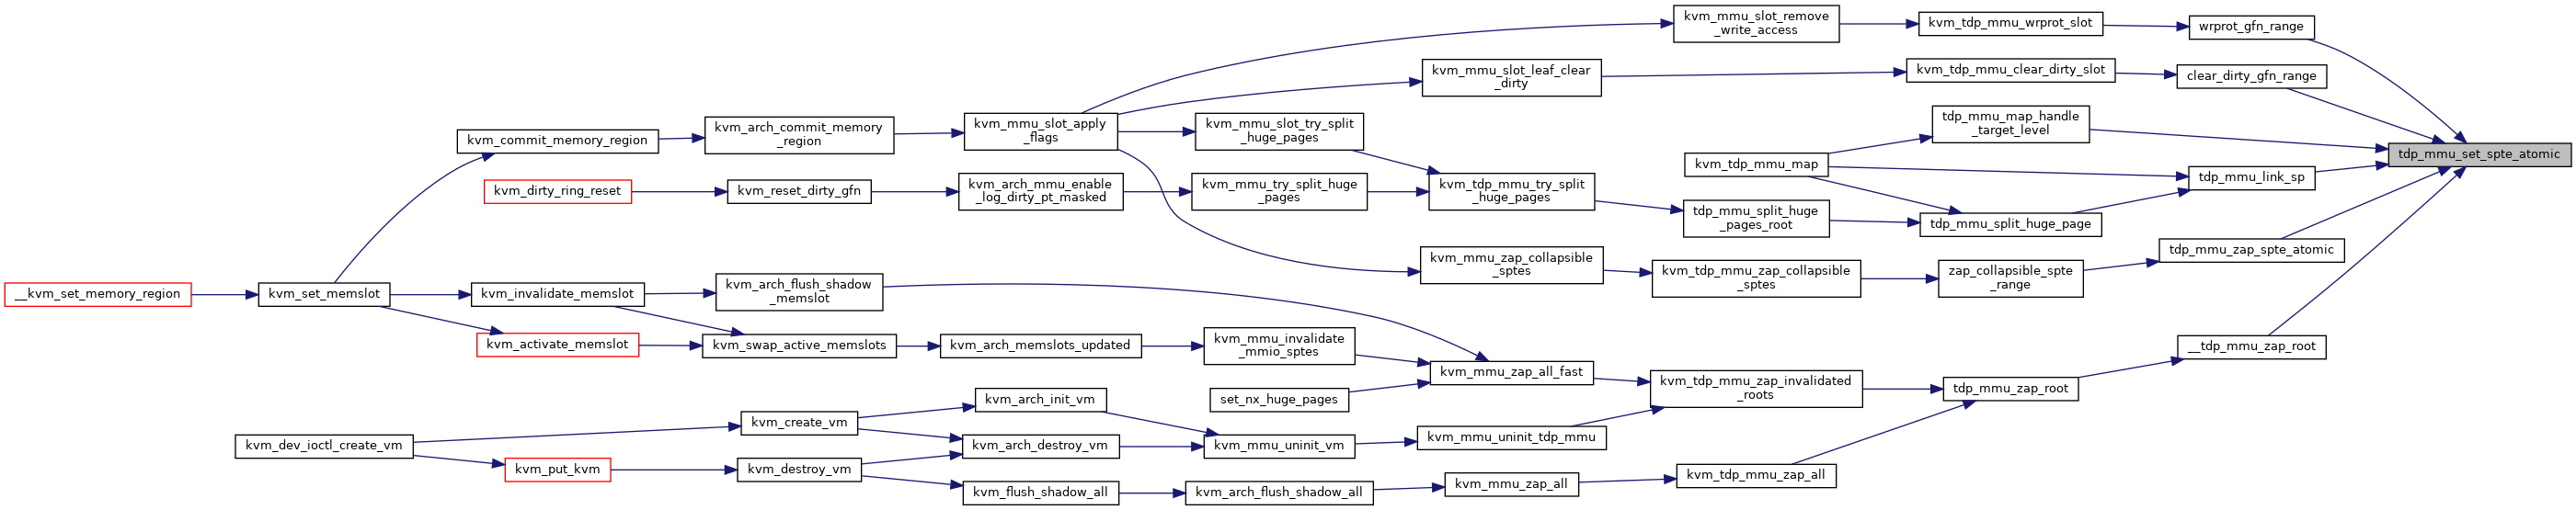 kvm_mmu_slot_remove
_write_access
kvm_tdp_mmu_wrprot_slot
wrprot_gfn_range
kvm_mmu_slot_leaf_clear
_dirty
kvm_tdp_mmu_clear_dirty_slot
clear_dirty_gfn_range
kvm_commit_memory_region
kvm_arch_commit_memory
_region
kvm_mmu_slot_apply
_flags
kvm_mmu_slot_try_split
_huge_pages
tdp_mmu_map_handle
_target_level
kvm_tdp_mmu_map
tdp_mmu_set_spte_atomic
tdp_mmu_link_sp
kvm_dirty_ring_reset
kvm_reset_dirty_gfn
kvm_arch_mmu_enable
_log_dirty_pt_masked
kvm_mmu_try_split_huge
_pages
kvm_tdp_mmu_try_split
_huge_pages
tdp_mmu_split_huge
_pages_root
tdp_mmu_split_huge_page
tdp_mmu_zap_spte_atomic
kvm_mmu_zap_collapsible
_sptes
kvm_tdp_mmu_zap_collapsible
_sptes
zap_collapsible_spte
_range
__kvm_set_memory_region
kvm_set_memslot
kvm_invalidate_memslot
kvm_arch_flush_shadow
_memslot
kvm_activate_memslot
kvm_swap_active_memslots
kvm_arch_memslots_updated
kvm_mmu_invalidate
_mmio_sptes
__tdp_mmu_zap_root
kvm_mmu_zap_all_fast
kvm_tdp_mmu_zap_invalidated
_roots
tdp_mmu_zap_root
set_nx_huge_pages
kvm_arch_init_vm
kvm_create_vm
kvm_dev_ioctl_create_vm
kvm_arch_destroy_vm
kvm_mmu_uninit_vm
kvm_mmu_uninit_tdp_mmu
kvm_put_kvm
kvm_destroy_vm
kvm_flush_shadow_all
kvm_arch_flush_shadow_all
kvm_mmu_zap_all
kvm_tdp_mmu_zap_all